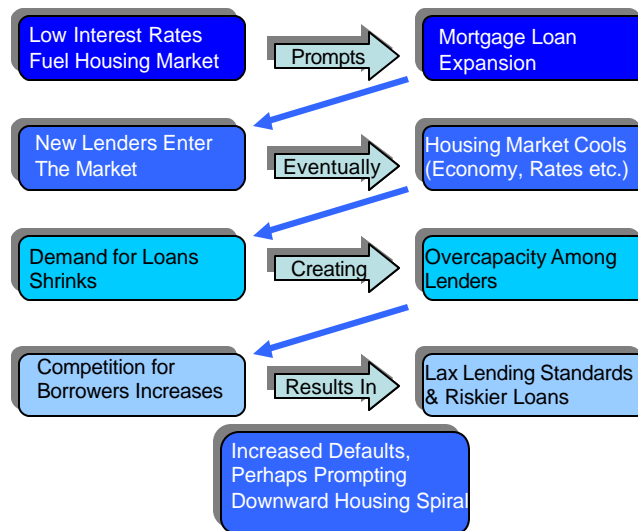 Low Interest Rates
Fuel Housing Market
Prompts
Mortgage Loan
Expansion
New Lenders Enter
The Market
Eventually
Housing Market Cools
(Economy, Rates etc.)
Demand for Loans
Shrinks
Creating
Overcapacity Among
Lenders
Competition for
Borrowers Increases
Results In
Lax Lending Standards
& Riskier Loans
Increased Defaults,
Perhaps Prompting
Downward Housing Spiral